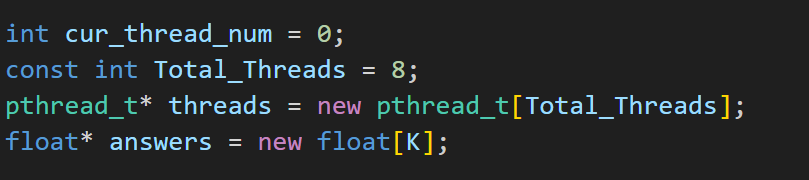 int cur_thread_num = 0;
const int Total_Threads = 8;
pthread_t* threads = new pthread_t[Total_Threads];
float* answers = new float[K];